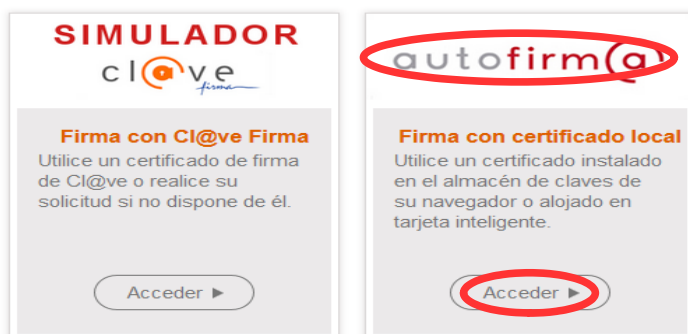 SIMULADOR
cl@ve
firma
Firma con Cl@ve Firma
Utilice un certificado de firma
de Cl@ve o realice su
solicitud si no dispone de él.
Acceder ►
autofirm@
Firma con certificado local
Utilice un certificado instalado
en el almacén de claves de
su navegador o alojado en
tarjeta inteligente.
Acceder ►